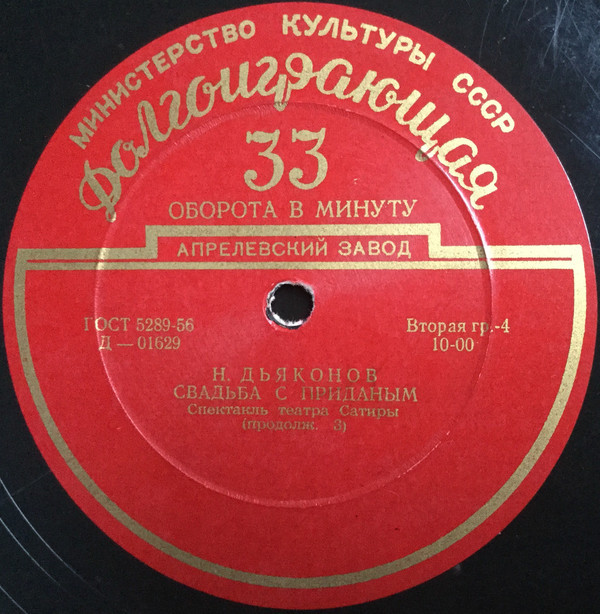 МИНИСТЕРСТВО КУЛЬТУРЫ СССР
Долгоиграющая
33
ОБОРОТА В МИНУТУ
АПРЕЛЕВСКИЙ ЗАВОД
ГОСТ 5289-56
Д — 01629
Вторая гр.-4
10-00
Н. ДЬЯКОНОВ
СВАДЬБА С ПРИДАНЫМ
Спектакль театра Сатиры
(продолж. 3)